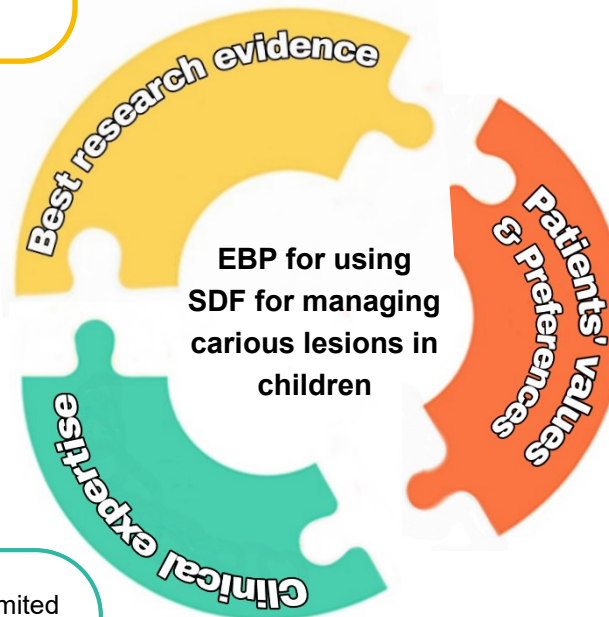 Best research evidence
Patients' values
& Preferences
EBP for using
SDF for managing
carious lesions in
children
Clinical expertise